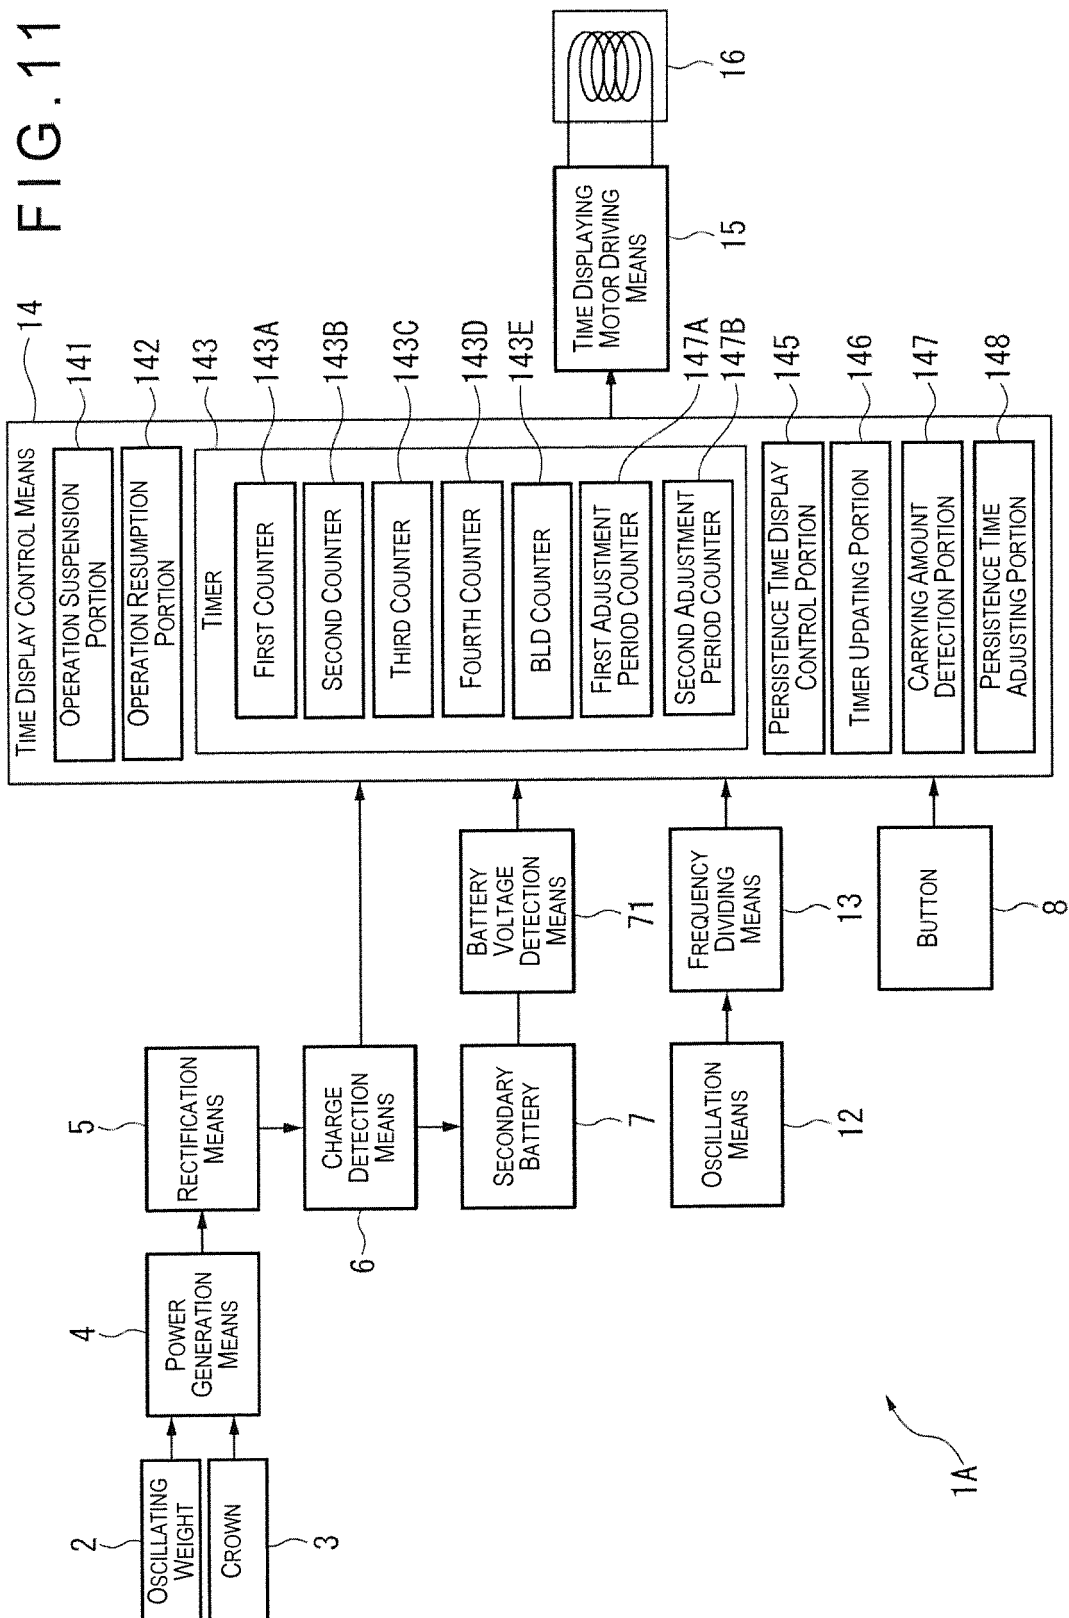 FIG. 11
2
OSCILLATING
WEIGHT
CROWN
3
4
POWER
GENERATION
MEANS
5
RECTIFICATION
MEANS
CHARGE
DETECTION
MEANS
6
SECONDARY
BATTERY
7
BATTERY
VOLTAGE
DETECTION
MEANS
71
OSCILLATION
MEANS
12
FREQUENCY
DIVIDING
MEANS
13
BUTTON
8
14
TIME DISPLAY CONTROL MEANS
OPERATION SUSPENSION
PORTION
141
OPERATION RESUMPTION
PORTION
142
TIMER
143
FIRST COUNTER
143A
SECOND COUNTER
143B
THIRD COUNTER
143C
FOURTH COUNTER
143D
BLD COUNTER
143E
FIRST ADJUSTMENT
PERIOD COUNTER
147A
SECOND ADJUSTMENT
PERIOD COUNTER
147B
PERSISTENCE TIME DISPLAY
CONTROL PORTION
145
TIMER UPDATING PORTION
146
CARRYING AMOUNT
DETECTION PORTION
147
PERSISTENCE TIME
ADJUSTING PORTION
148
TIME DISPLAYING
MOTOR DRIVING
MEANS
15
16
1A